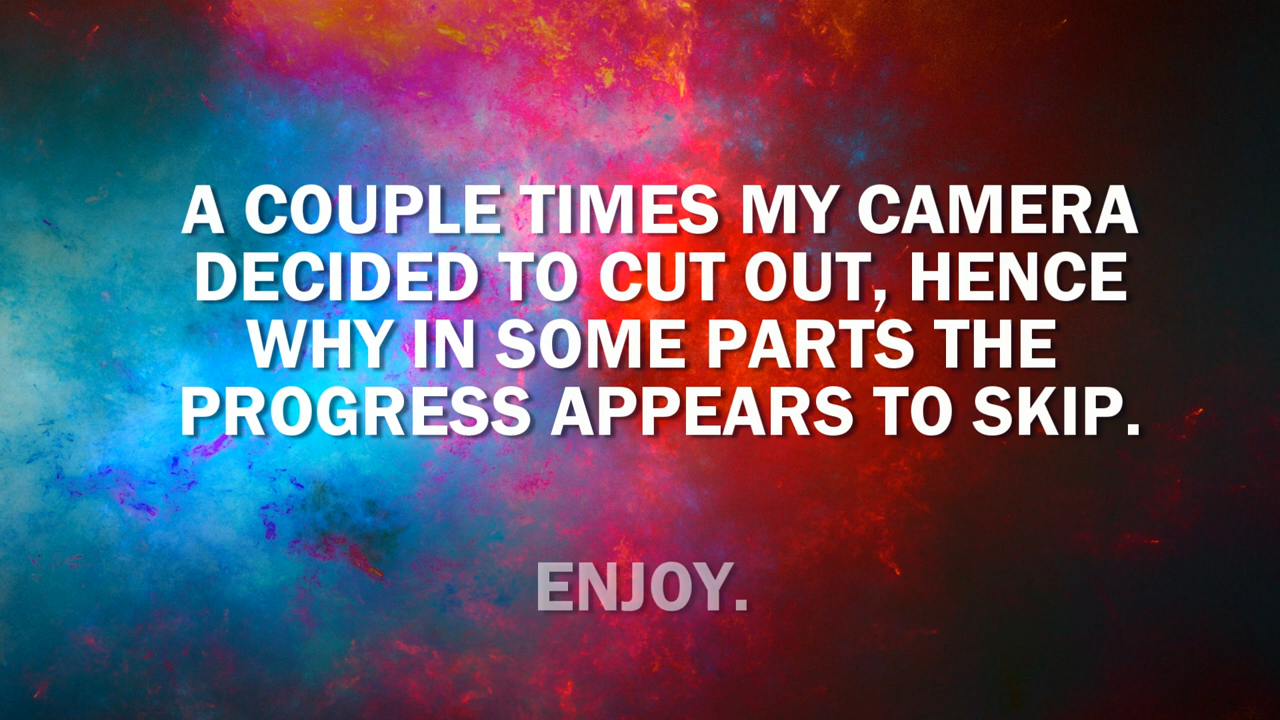 A COUPLE TIMES MY CAMERA
DECIDED TO CUT OUT, HENCE
WHY IN SOME PARTS THE
PROGRESS APPEARS TO SKIP.
ENJOY.